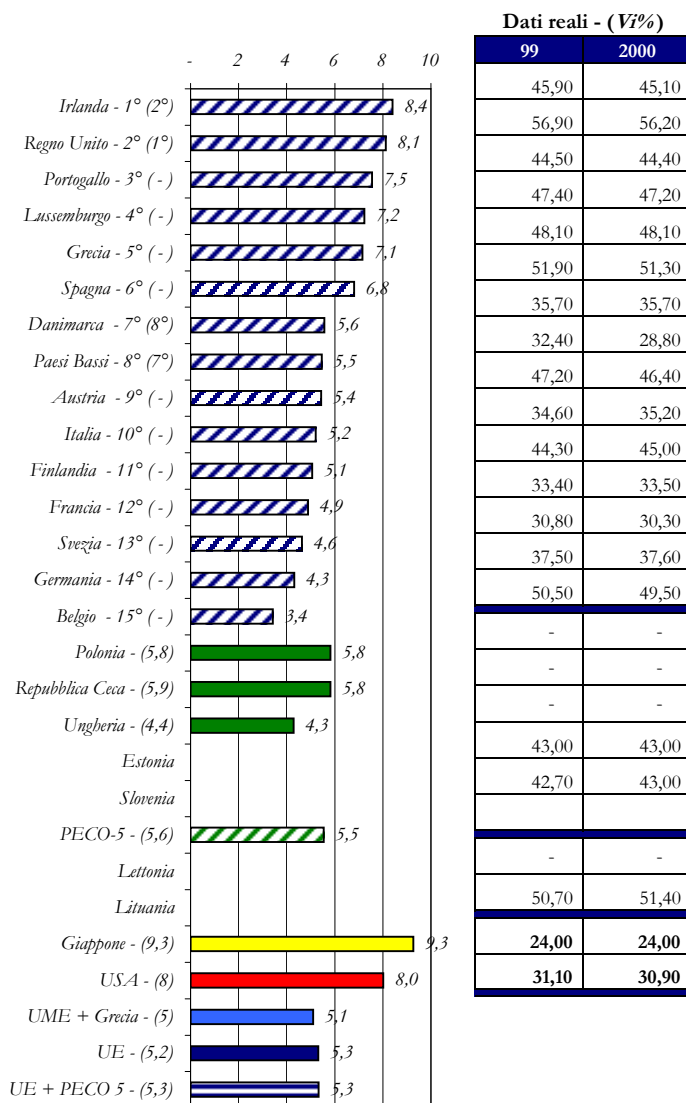 Dati reali - (Vi%)
99 2000
- 2 4 6 8 10
45,90 45,10
Irlanda - 1° (2°) 8,4
56,90 56,20
Regno Unito - 2° (1°) 8,1
44,50 44,40
Portogallo - 3° ( - ) 7,5
47,40 47,20
Lussemburgo - 4° ( - ) 7,2
48,10 48,10
Grecia - 5° ( - ) 7,1
51,90 51,30
Spagna - 6° ( - ) 6,8
35,70 35,70
Danimarca - 7° (8°) 5,6
32,40 28,80
Paesi Bassi - 8° (7°) 5,5
47,20 46,40
Austria - 9° ( - ) 5,4
34,60 35,20
Italia - 10° ( - ) 5,2
44,30 45,00
Finlandia - 11° ( - ) 5,1
33,40 33,50
Francia - 12° ( - ) 4,9
30,80 30,30
Svezia - 13° ( - ) 4,6
37,50 37,60
Germania - 14° ( - ) 4,3
50,50 49,50
Belgio - 15° ( - ) 3,4
- -
Polonia - (5,8) 5,8
- -
Repubblica Ceca - (5,9) 5,8
- -
Ungheria - (4,4) 4,3
43,00 43,00
Estonia
42,70 43,00
Slovenia
PECO-5 - (5,6) 5,5
- -
Lettonia
50,70 51,40
Lituania
Giappone - (9,3) 9,3
24,00 24,00
USA - (8) 8,0
31,10 30,90
UME + Grecia - (5) 5,1
UE - (5,2) 5,3
UE + PECO 5 - (5,3) 5,3